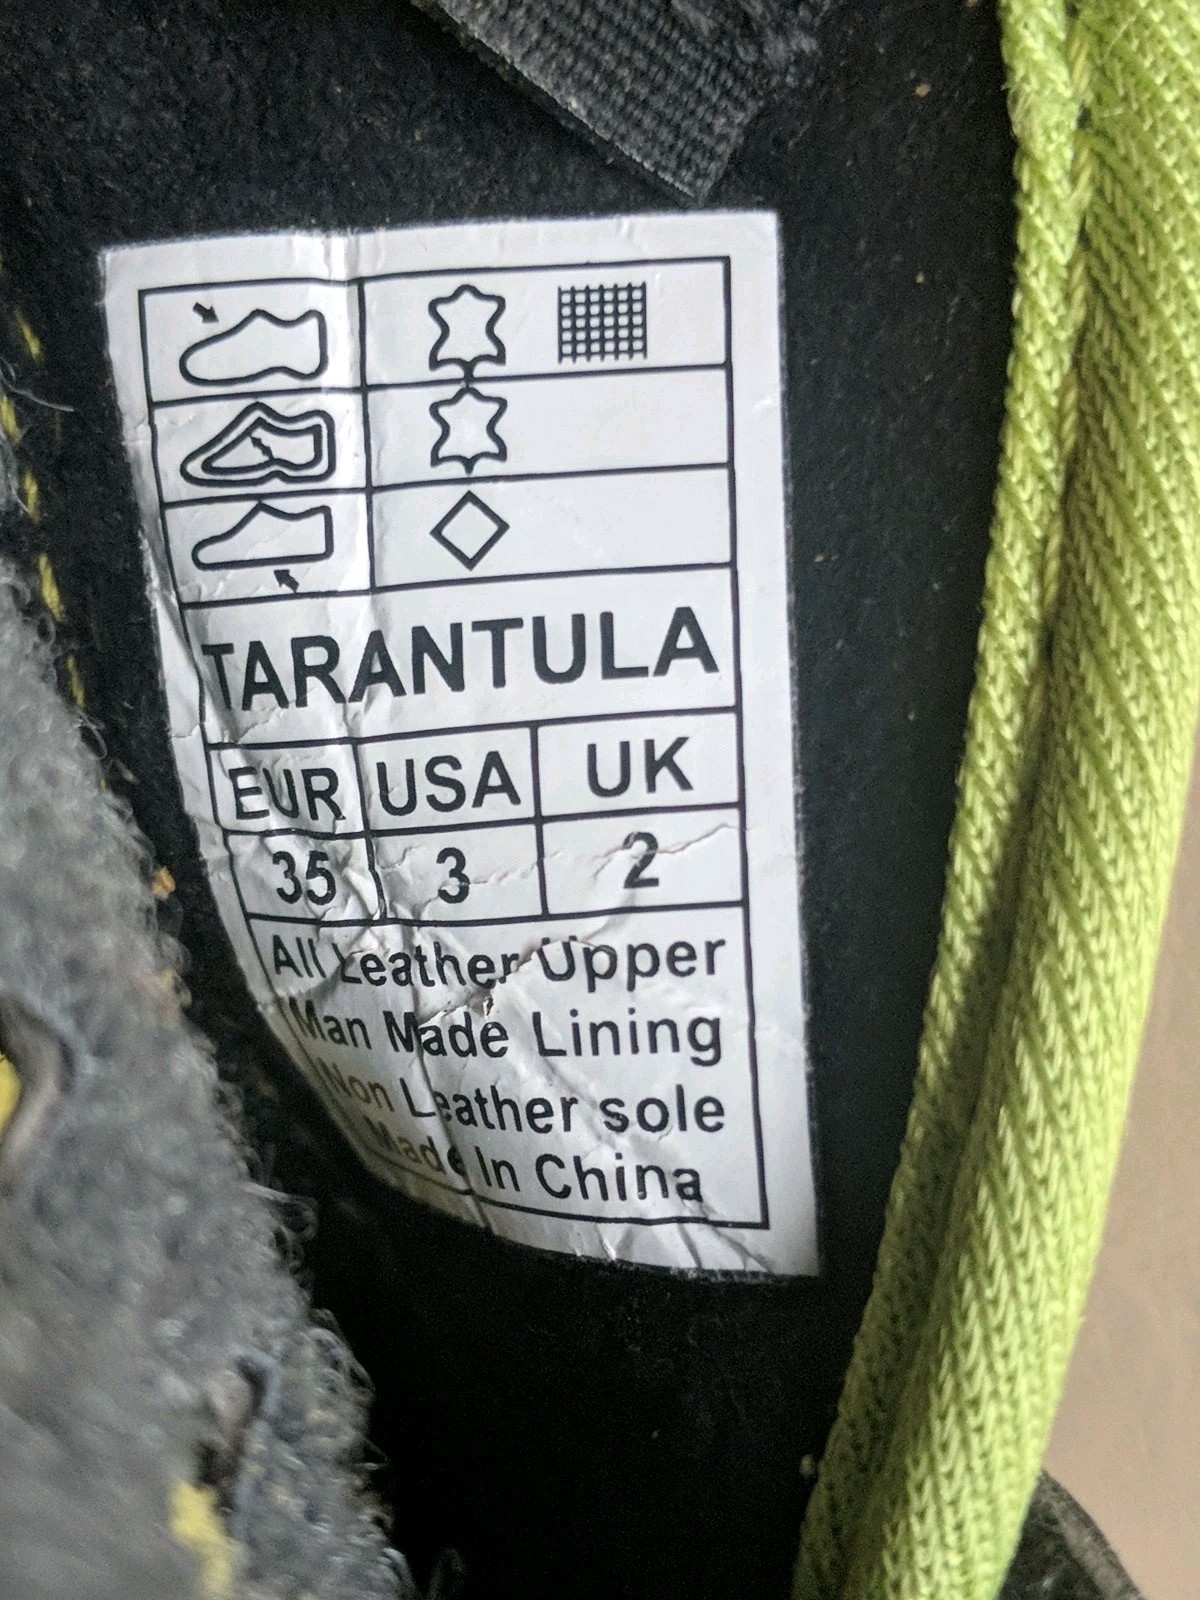 TARANTULA
EUR USA UK
35 3 2
All Leather Upper
Man Made Lining
Non Leather sole
Made In China